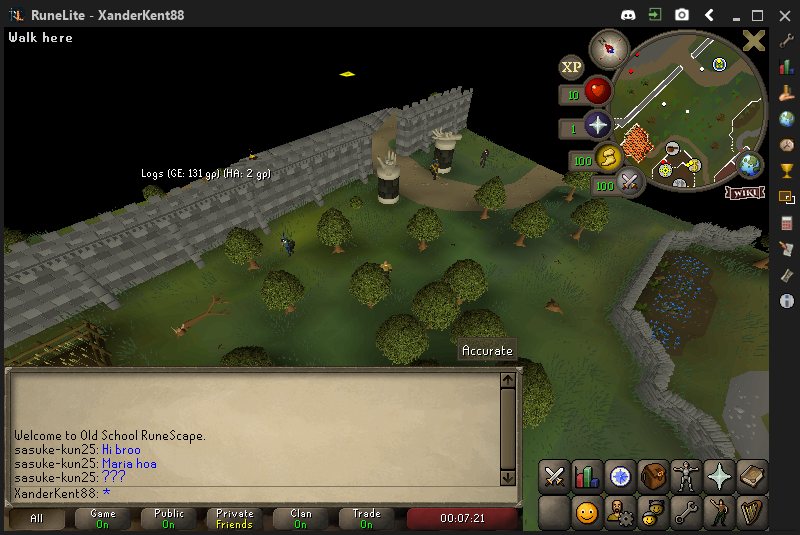 RuneLite - XanderKent88
Walk here
XP
10
1
100
100
WIKI
Logs (GE: 131 gp) (HA: 2 gp)
Accurate
Welcome to Old School RuneScape.
sasuke-kun25: Hi broo
sasuke-kun25: Maria hoa
sasuke-kun25: ???
XanderKent88: *
All
Game
On
Public
On
Private
Friends
Clan
On
Trade
On
00:07:21